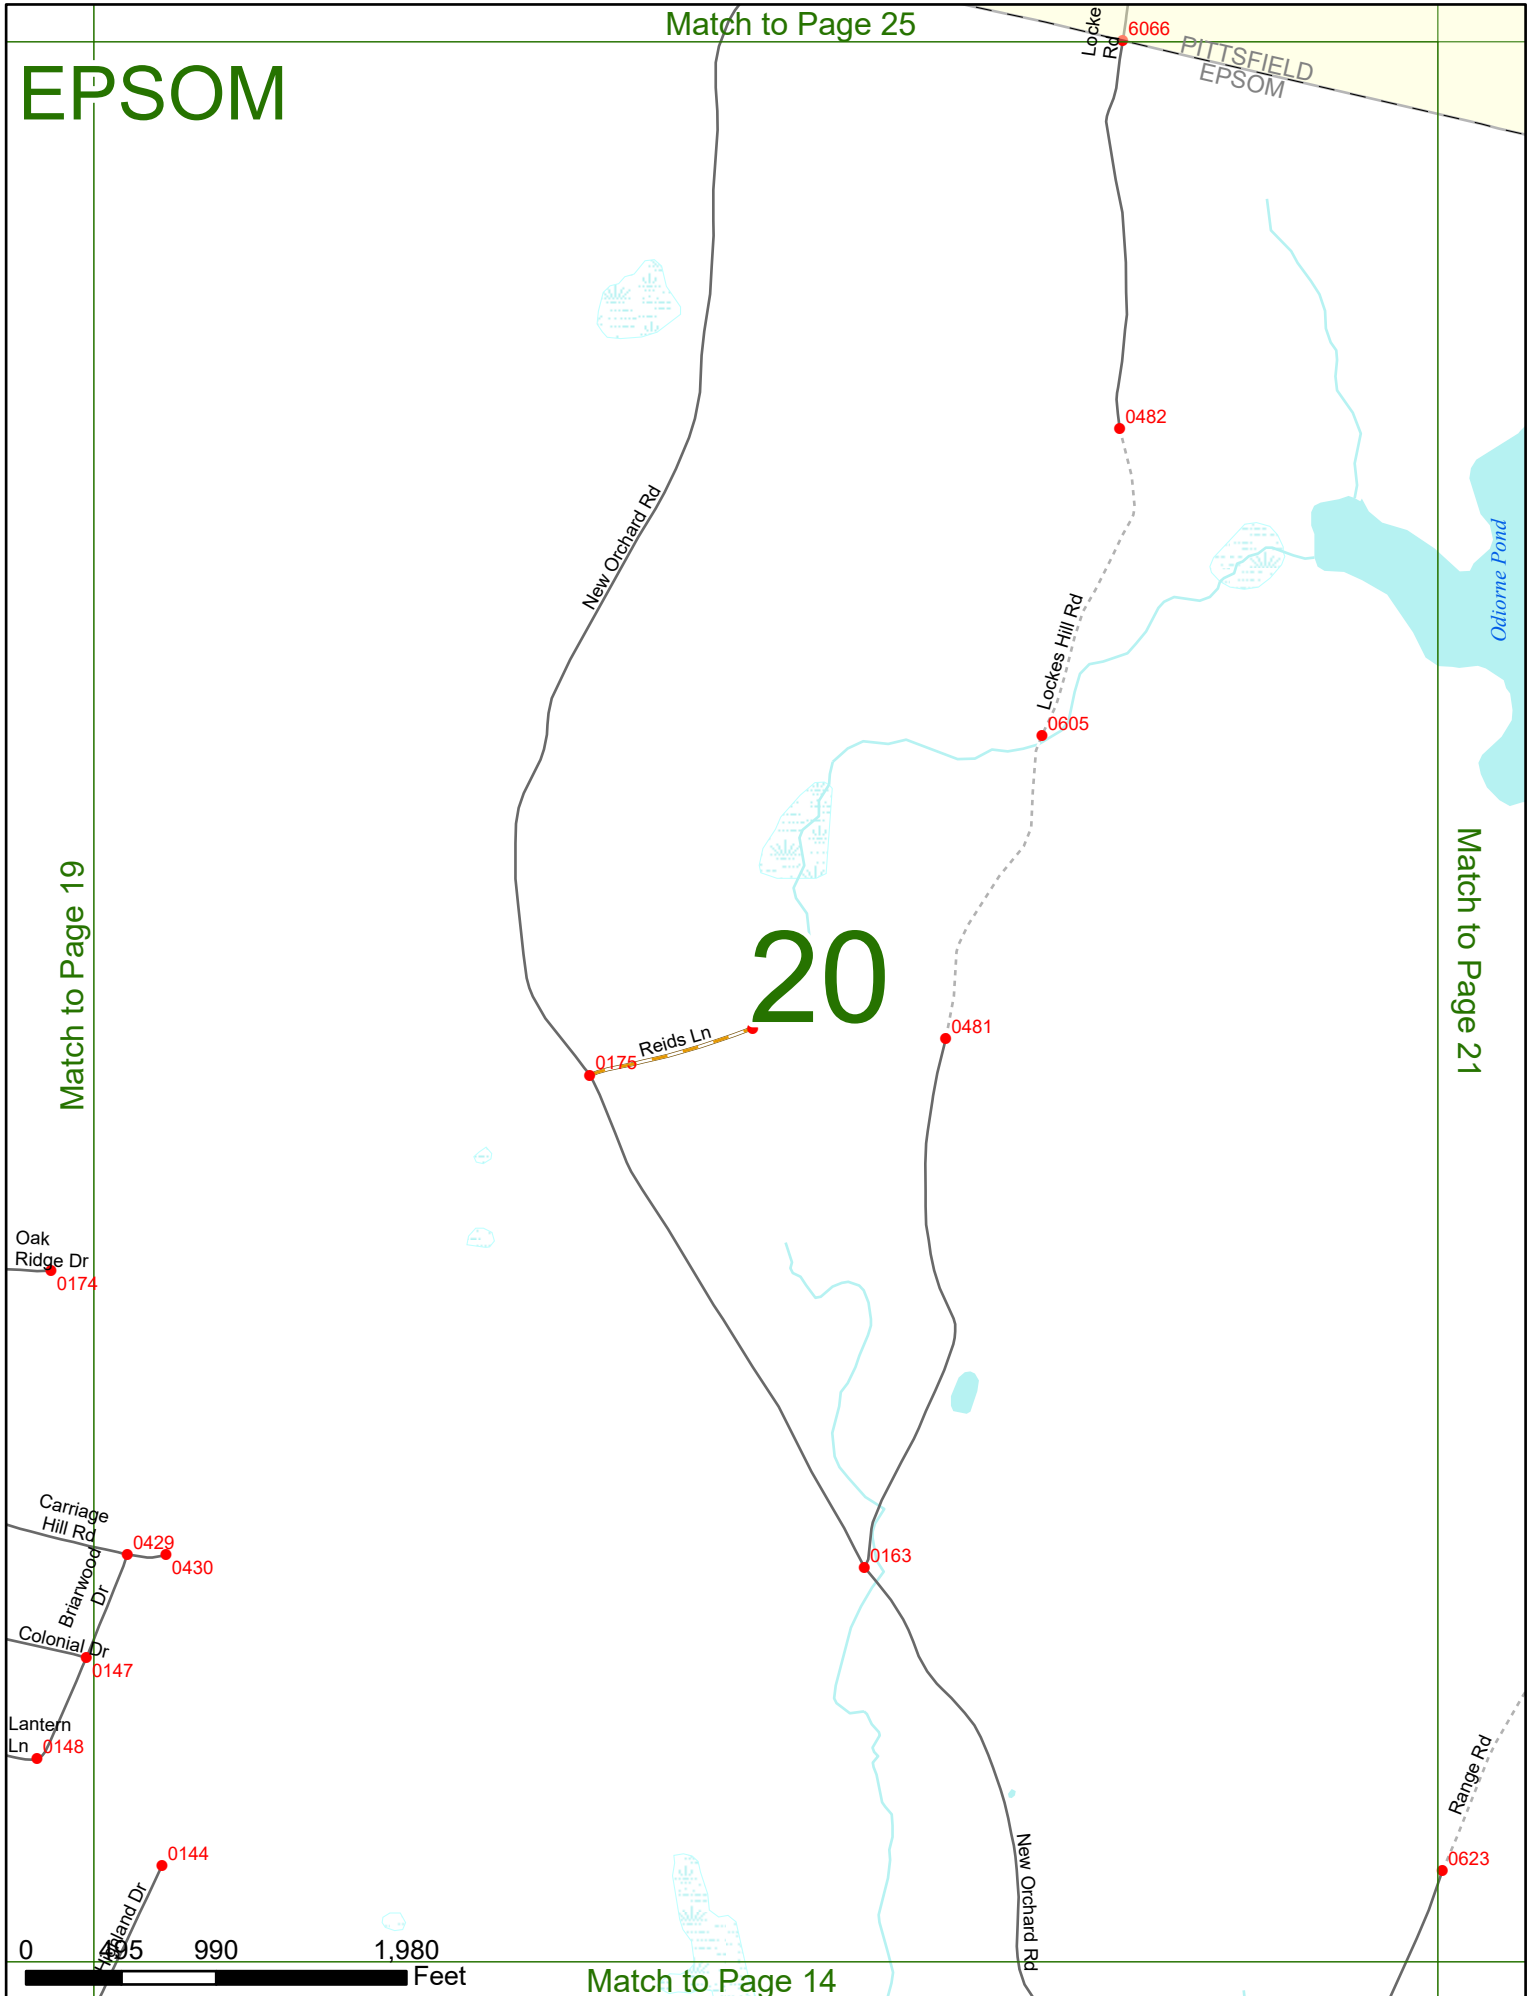 Match to Page 25
Locke
Rd
6066
PITTSFIELD
EPSOM
EPSOM
0482
New Orchard Rd
Odiorne Pond
Lockes Hill Rd
0605
Match to Page 19
Match to Page 21
20
Reids Ln
0175
0481
Oak
Ridge Dr
0174
Carriage
Hill Rd
0429
0430
Briarwood
Dr
0163
Colonial Dr
0147
Lantern
Ln
0148
Range Rd
0144
0623
New Orchard Rd
Highland Dr
0 495 990 1,980
Feet
Match to Page 14